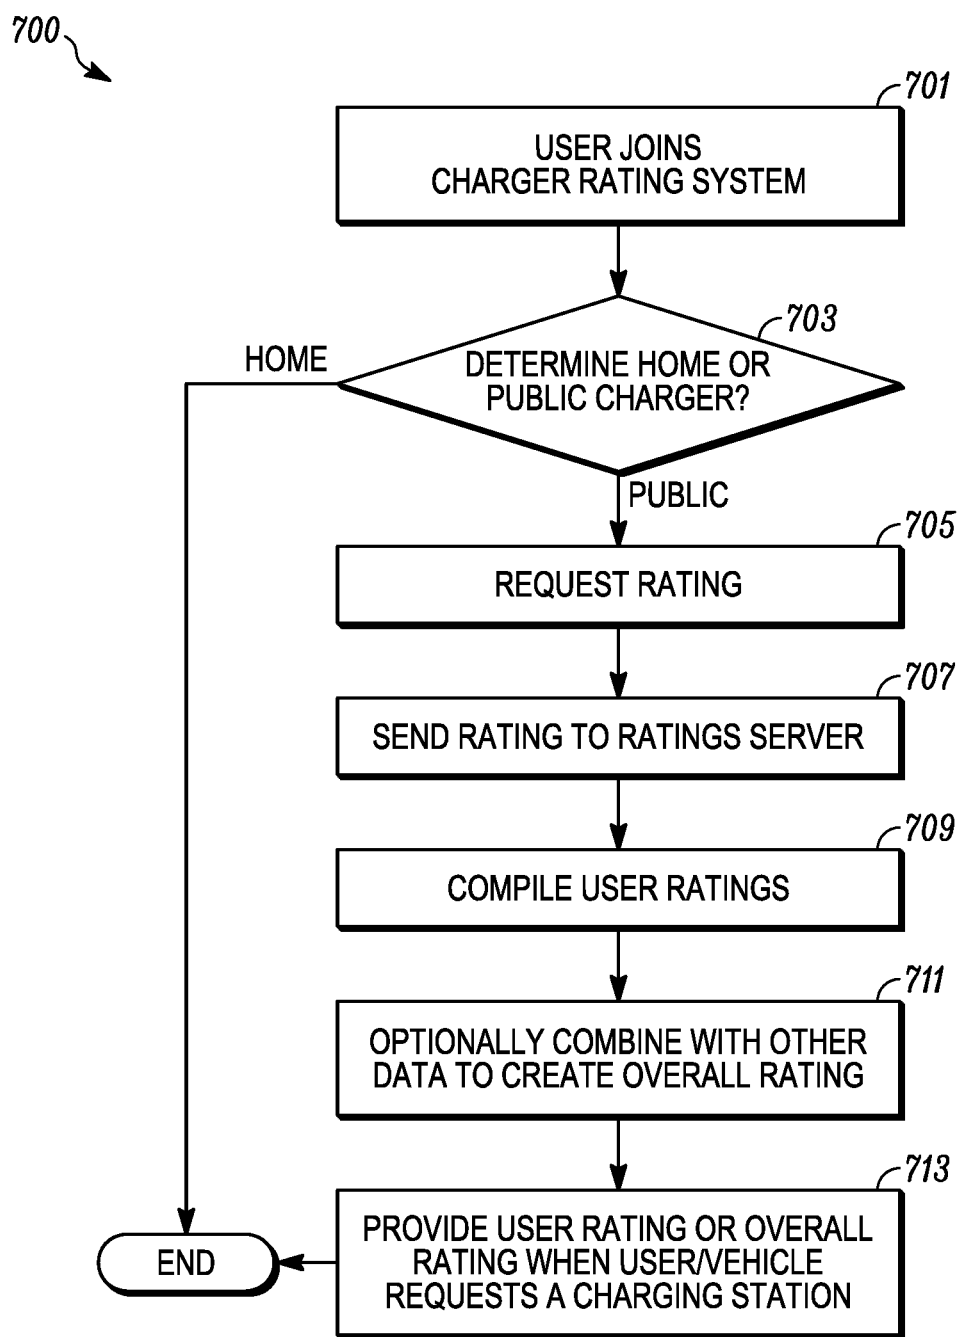 700
701
USER JOINS
CHARGER RATING SYSTEM
703
HOME
DETERMINE HOME OR
PUBLIC CHARGER?
PUBLIC
705
REQUEST RATING
707
SEND RATING TO RATINGS SERVER
709
COMPILE USER RATINGS
711
OPTIONALLY COMBINE WITH OTHER
DATA TO CREATE OVERALL RATING
713
PROVIDE USER RATING OR OVERALL
RATING WHEN USER/VEHICLE
REQUESTS A CHARGING STATION
END